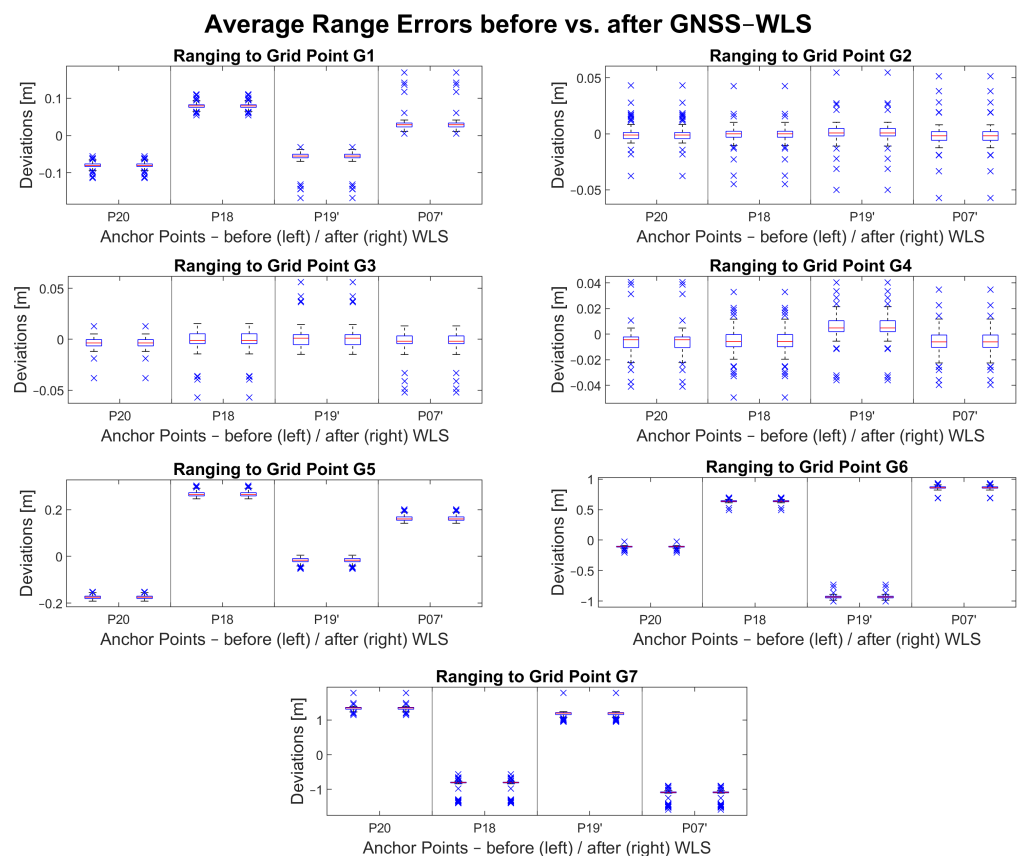 Average Range Errors before vs. after GNSS−WLS
Ranging to Grid Point G1
Deviations [m]
0.1
0
−0.1
P20 P18 P19' P07'
Anchor Points − before (left) / after (right) WLS
Ranging to Grid Point G2
Deviations [m]
0.05
0
−0.05
P20 P18 P19' P07'
Anchor Points − before (left) / after (right) WLS
Ranging to Grid Point G3
Deviations [m]
0.05
0
−0.05
P20 P18 P19' P07'
Anchor Points − before (left) / after (right) WLS
Ranging to Grid Point G4
Deviations [m]
0.04
0.02
0
−0.02
−0.04
P20 P18 P19' P07'
Anchor Points − before (left) / after (right) WLS
Ranging to Grid Point G5
Deviations [m]
0.2
0
−0.2
P20 P18 P19' P07'
Anchor Points − before (left) / after (right) WLS
Ranging to Grid Point G6
Deviations [m]
1
0.5
0
−0.5
−1
P20 P18 P19' P07'
Anchor Points − before (left) / after (right) WLS
Ranging to Grid Point G7
Deviations [m]
1
0
−1
P20 P18 P19' P07'
Anchor Points − before (left) / after (right) WLS